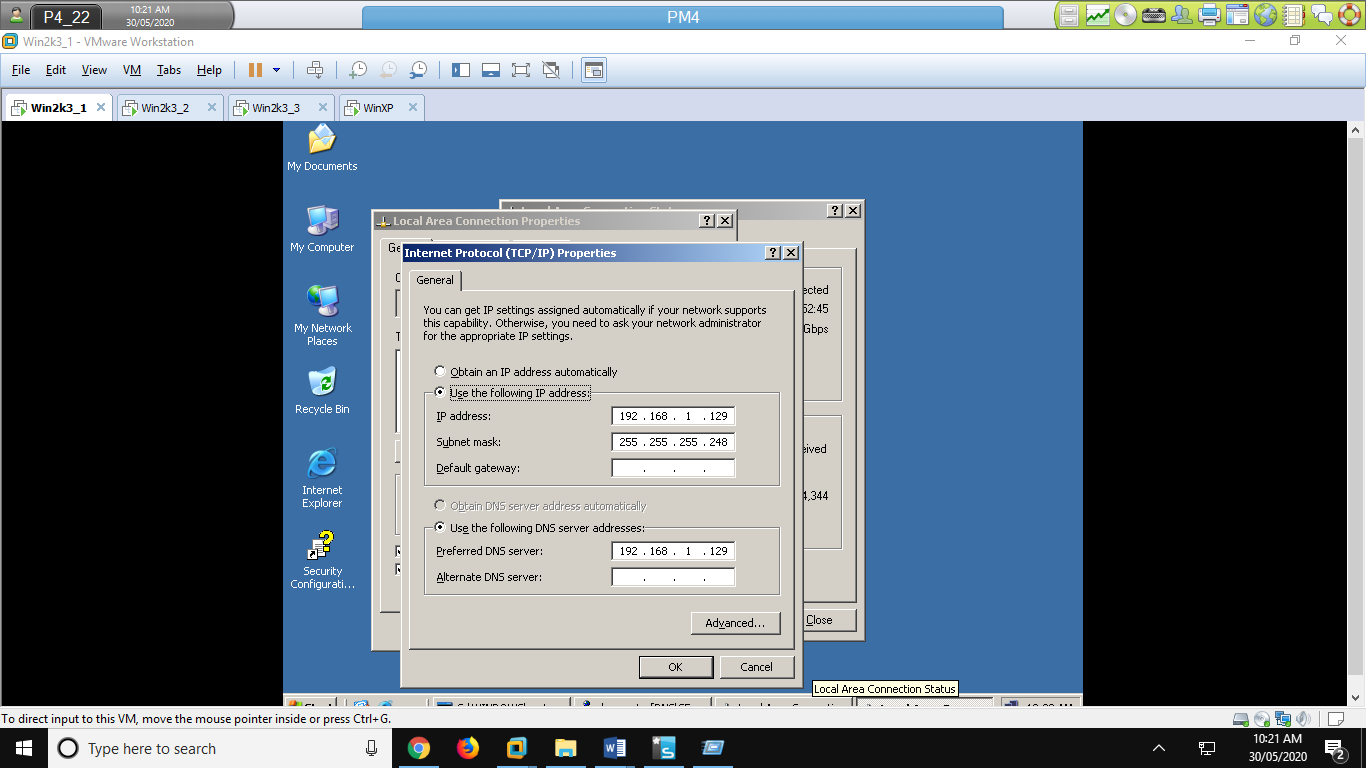 P4_22
10:21 AM
30/05/2020
PM4
Win2k3_1 - VMware Workstation
File Edit View VM Tabs Help
Win2k3_1 Win2k3_2 Win2k3_3 WinXP
My Documents
My Computer
My Network
Places
Recycle Bin
Internet
Explorer
Security
Configurati...
Local Area Connection Properties
Internet Protocol (TCP/IP) Properties
General
You can get IP settings assigned automatically if your network supports
this capability. Otherwise, you need to ask your network administrator
for the appropriate IP settings.
Obtain an IP address automatically
Use the following IP address:
IP address: 192 . 168 . 1 . 129
Subnet mask: 255 . 255 . 255 . 248
Default gateway: . . .
Obtain DNS server address automatically
Use the following DNS server addresses:
Preferred DNS server: 192 . 168 . 1 . 129
Alternate DNS server: . . .
Advanced...
OK Cancel
ected
52:45
Gbps
eived
4,344
Close
Local Area Connection Status
To direct input to this VM, move the mouse pointer inside or press Ctrl+G.
Type here to search
10:21 AM
30/05/2020
2